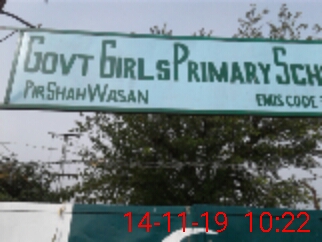 GOVT GIRLS PRIMARY SCH
PIR SHAH WASAN
EMIS CODE
14-11-19 10:22